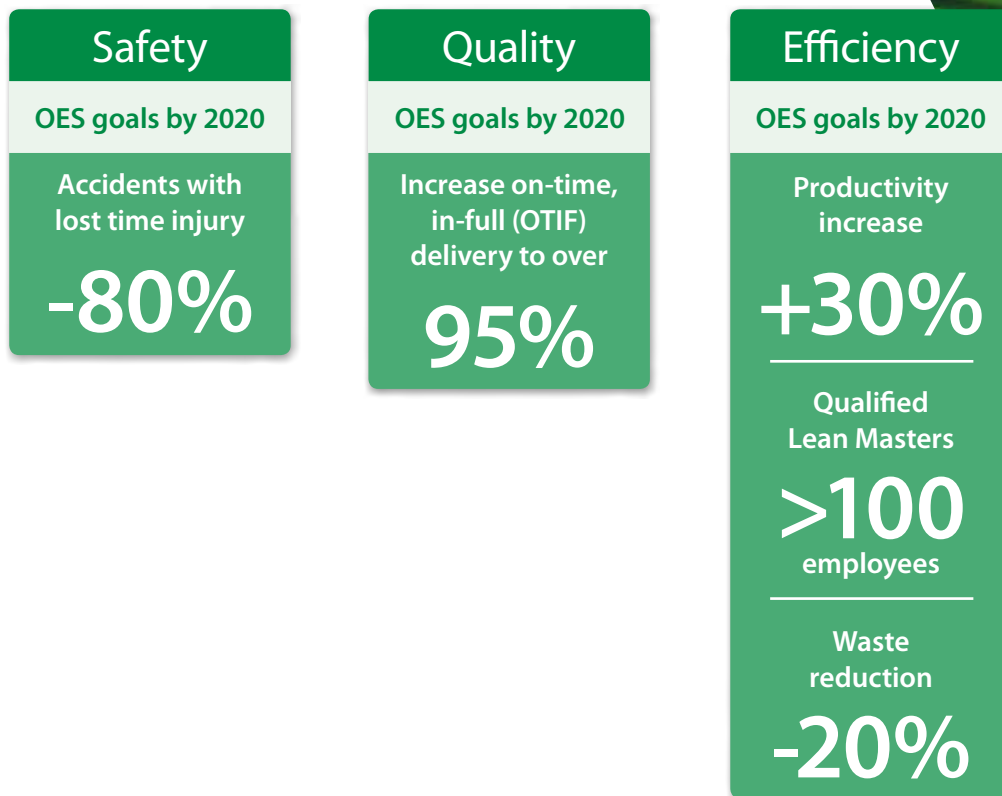 Safety
OES goals by 2020
Accidents with
lost time injury
-80%
Quality
OES goals by 2020
Increase on-time,
in-full (OTIF)
delivery to over
95%
Efficiency
OES goals by 2020
Productivity
increase
+30%
Qualified
Lean Masters
>100
employees
Waste
reduction
-20%